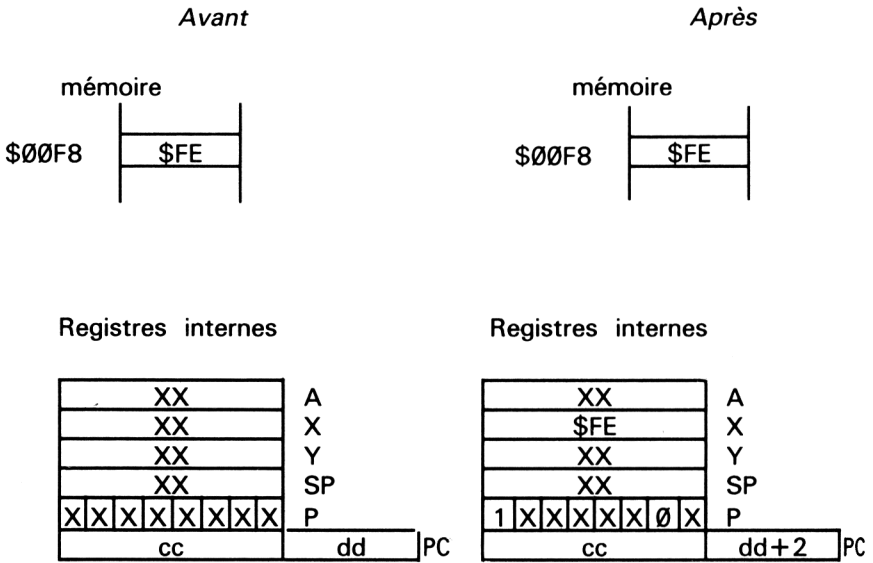 Avant
Après
mémoire
mémoire
$ØØF8
$FE
$ØØF8
$FE
Registres internes
Registres internes
XX A
$XX X
XX Y
XX SP
X X X X X X X X P
cc dd PC
XX A
$FE X
XX Y
XX SP
1 X X X X X Ø X P
cc dd+2 PC